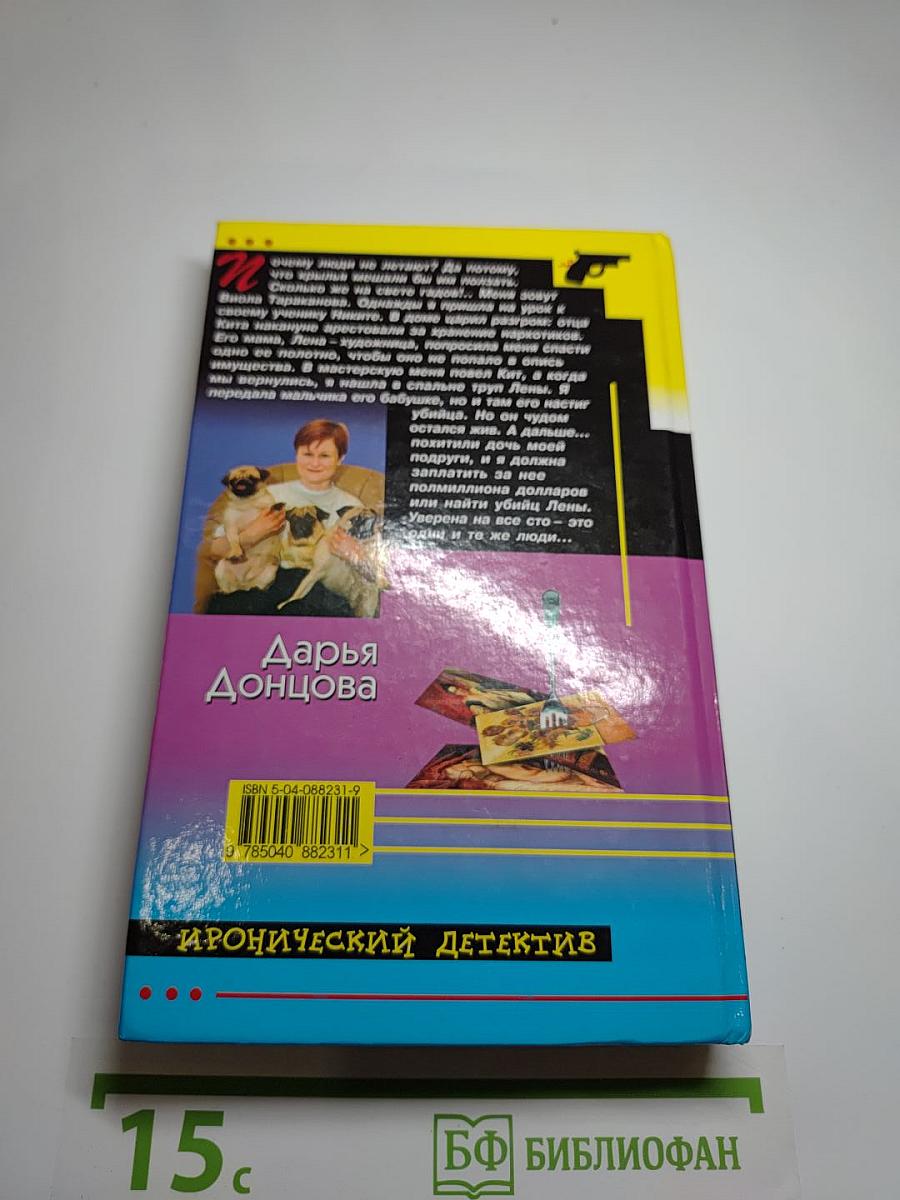 Почему люди не летают? Да потому,
что крылья мешали бы им ползать.
Сколько же на свете гадов!.. Меня зовут
Виола Тараканова. Однажды я пришла на урок к
своему ученику Никите. В доме царил разгром: отца
Кита накануне арестовали за хранение наркотиков.
Его мама, Лена – художница, попросила меня спасти
одно ее полотно, чтобы оно не попало в опись
имущества. В мастерскую меня повел Кит, а когда
мы вернулись, я нашла в спальне труп Лены. Я
передала мальчика его бабушке, но и там его настиг
убийца. Но он чудом
остался жив. А дальше...
похитили дочь моей
подруги, и я должна
заплатить за нее
полмиллиона долларов
или найти убийц Лены.
Уверена на все сто – это
одни и те же люди...
Дарья
Донцова
ISBN 5-04-088231-9
9 785040 882311 >
ИРОНИЧЕСКИЙ ДЕТЕКТИВ
15 с
БФ БИБЛИОФАН